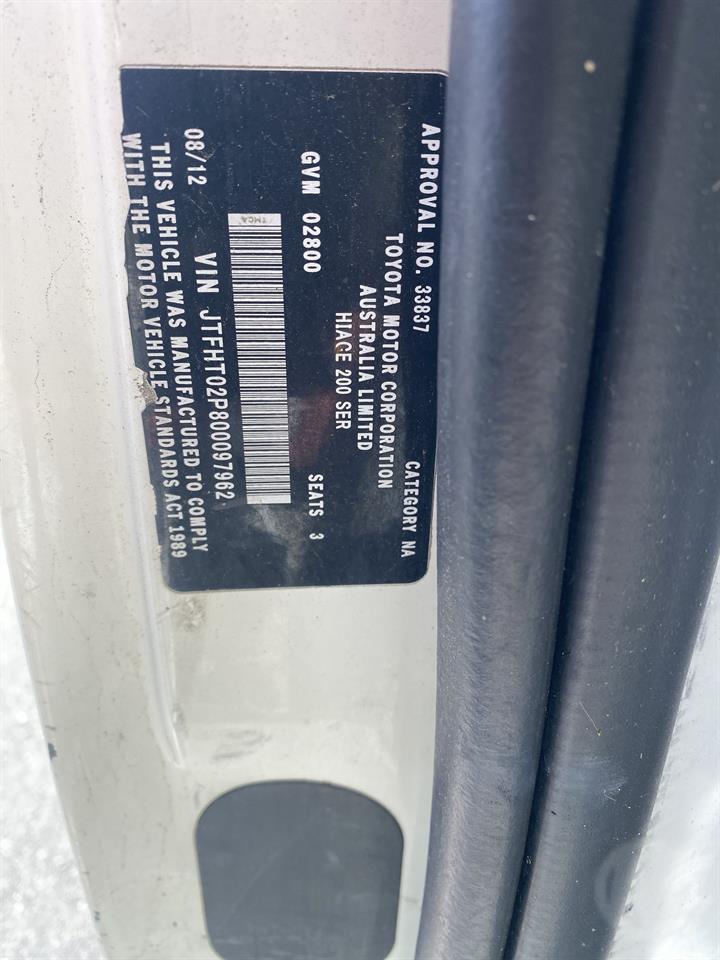 APPROVAL NO. 33837 CATEGORY NA
TOYOTA MOTOR CORPORATION
AUSTRALIA LIMITED
HIACE 200 SER
GVM 02800 SEATS 3
TMCA
08/12 VIN JTFHT02P800097962
THIS VEHICLE WAS MANUFACTURED TO COMPLY
WITH THE MOTOR VEHICLE STANDARDS ACT 1989